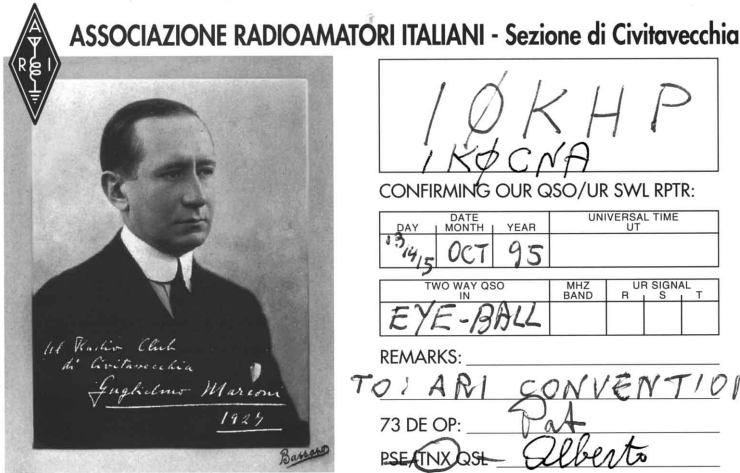 A
R I
ASSOCIAZIONE RADIOAMATORI ITALIANI - Sezione di Civitavecchia
Al Radio Club
di Civitavecchia
Guglielmo Marconi
1927
I0KHP
IK0CNA
CONFIRMING OUR QSO/UR SWL RPTR:
DATE UNIVERSAL TIME
DAY MONTH YEAR UT
13 14 15 OCT 95
TWO WAY QSO MHZ UR SIGNAL
IN BAND R S T
EYE-BALL
REMARKS:
TO: ARI CONVENTION
73 DE OP: Pat
PSE/TNX QSL Alberto